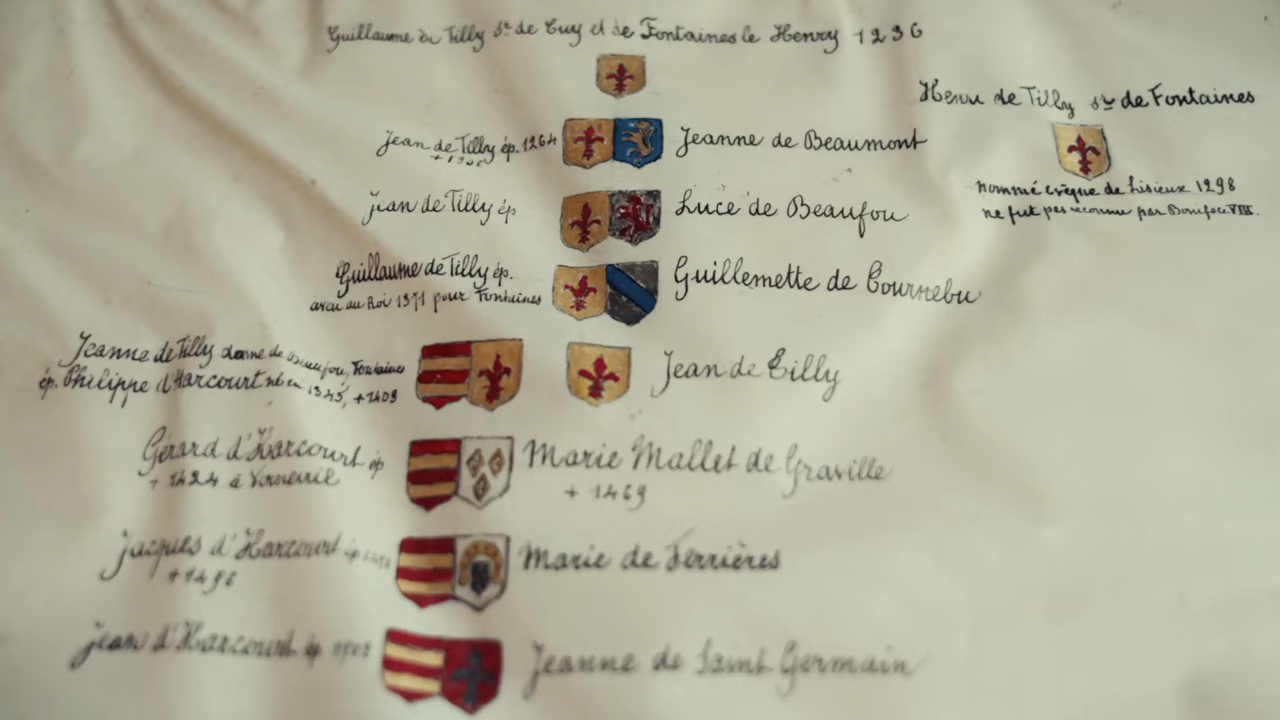 Guillaume de Tilly sr de Cuy et de Fontaines le Henry 1236
Henri de Tilly sr de Fontaines
nommé évêque de Lisieux 1298
ne fut pas reconnu par Boniface VIII.
Jean de Tilly ép. 1264 Jeanne de Beaumont
Jean de Tilly ép Luce de Beaufou
Guillaume de Tilly ép. Guillemette de Tournebu
aveu au Roi 1371 pour Fontaines
Jeanne de Tilly dame de Beaufou, Fontaines Jean de Tilly
ép. Philippe d'Harcourt né en 1345, +1403
Gérard d'Harcourt ép Marie Mallet de Graville
+ 1424 à Verneuil + 1469
Jacques d'Harcourt ép Marie de Ferrières
+1498
Jean d'Harcourt ép Jeanne de Saint Germain